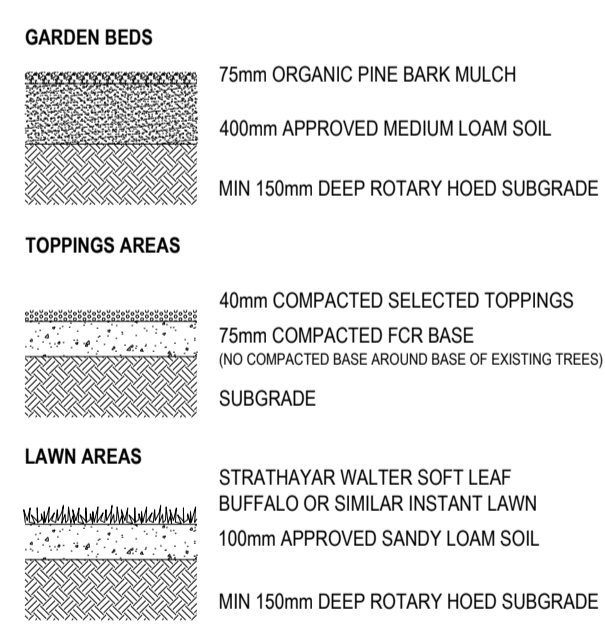 GARDEN BEDS
75mm ORGANIC PINE BARK MULCH
400mm APPROVED MEDIUM LOAM SOIL
MIN 150mm DEEP ROTARY HOED SUBGRADE
TOPPINGS AREAS
40mm COMPACTED SELECTED TOPPINGS
75mm COMPACTED FCR BASE
(NO COMPACTED BASE AROUND BASE OF EXISTING TREES)
SUBGRADE
LAWN AREAS
STRATHAYAR WALTER SOFT LEAF
BUFFALO OR SIMILAR INSTANT LAWN
100mm APPROVED SANDY LOAM SOIL
MIN 150mm DEEP ROTARY HOED SUBGRADE